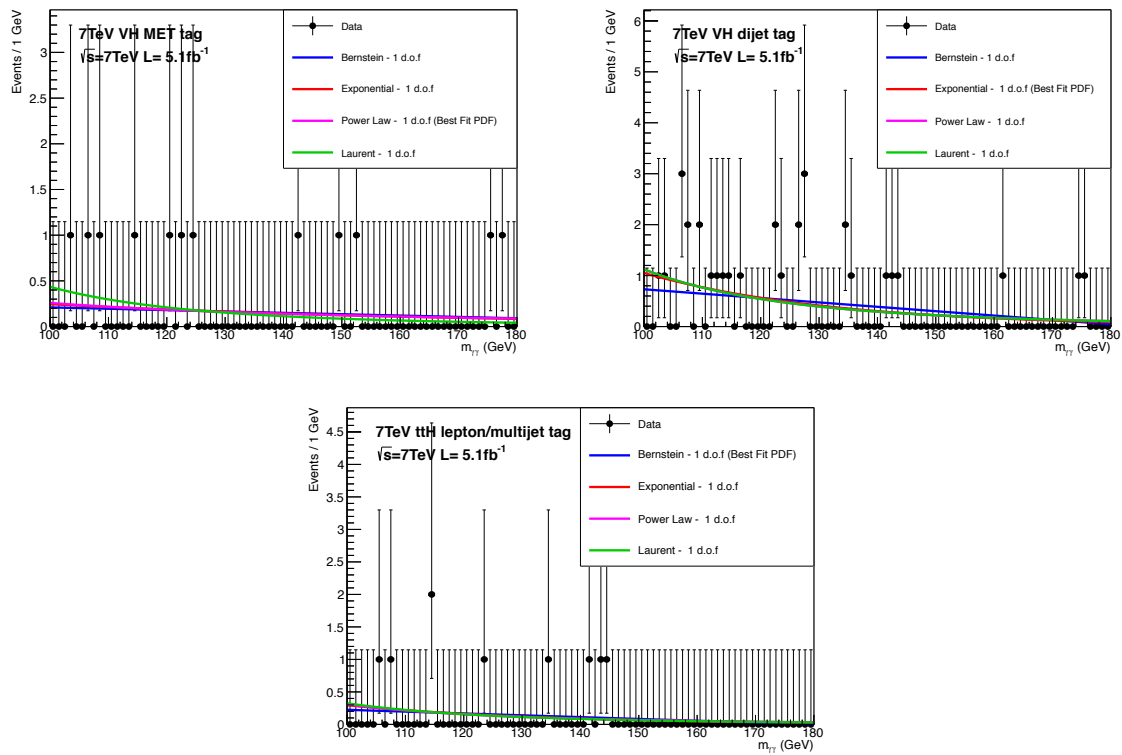 Events / 1 GeV
7TeV VH MET tag
√s=7TeV L= 5.1fb⁻¹
Data
Bernstein - 1 d.o.f
Exponential - 1 d.o.f
Power Law - 1 d.o.f (Best Fit PDF)
Laurent - 1 d.o.f
3
2.5
2
1.5
1
0.5
0
100 110 120 130 140 150 160 170 180
m_γγ (GeV)
Events / 1 GeV
7TeV VH dijet tag
√s=7TeV L= 5.1fb⁻¹
Data
Bernstein - 1 d.o.f
Exponential - 1 d.o.f (Best Fit PDF)
Power Law - 1 d.o.f
Laurent - 1 d.o.f
6
5
4
3
2
1
0
100 110 120 130 140 150 160 170 180
m_γγ (GeV)
Events / 1 GeV
7TeV ttH lepton/multijet tag
√s=7TeV L= 5.1fb⁻¹
Data
Bernstein - 1 d.o.f (Best Fit PDF)
Exponential - 1 d.o.f
Power Law - 1 d.o.f
Laurent - 1 d.o.f
4.5
4
3.5
3
2.5
2
1.5
1
0.5
0
100 110 120 130 140 150 160 170 180
m_γγ (GeV)